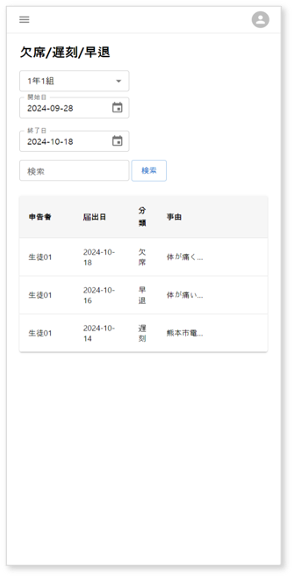 欠席/遅刻/早退
1年1組
開始日
2024-09-28
終了日
2024-10-18
検索
検索
申告者 届出日 分類 事由
生徒01 2024-10-18 欠席 体が痛く...
生徒01 2024-10-16 早退 体が痛い...
生徒01 2024-10-14 遅刻 熊本市電...